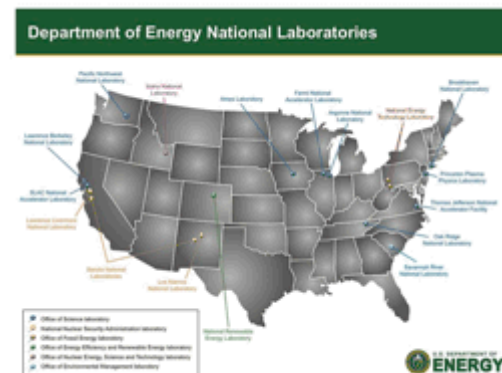 Department of Energy National Laboratories
Pacific Northwest
National Laboratory
Idaho National
Laboratory
Ames Laboratory
Fermi National
Accelerator Laboratory
Argonne National
Laboratory
National Energy
Technology Laboratory
Brookhaven
National Laboratory
Lawrence Berkeley
National Laboratory
SLAC National
Accelerator Laboratory
Lawrence Livermore
National Laboratory
Princeton Plasma
Physics Laboratory
Thomas Jefferson National
Accelerator Facility
Oak Ridge
National Laboratory
Savannah River
National Laboratory
Sandia National
Laboratories
Los Alamos
National Laboratory
National Renewable
Energy Laboratory
Office of Science laboratory
National Nuclear Security Administration laboratory
Office of Fossil Energy laboratory
Office of Energy Efficiency and Renewable Energy laboratory
Office of Nuclear Energy, Science and Technology laboratory
Office of Environmental Management laboratory
U.S. DEPARTMENT OF
ENERGY